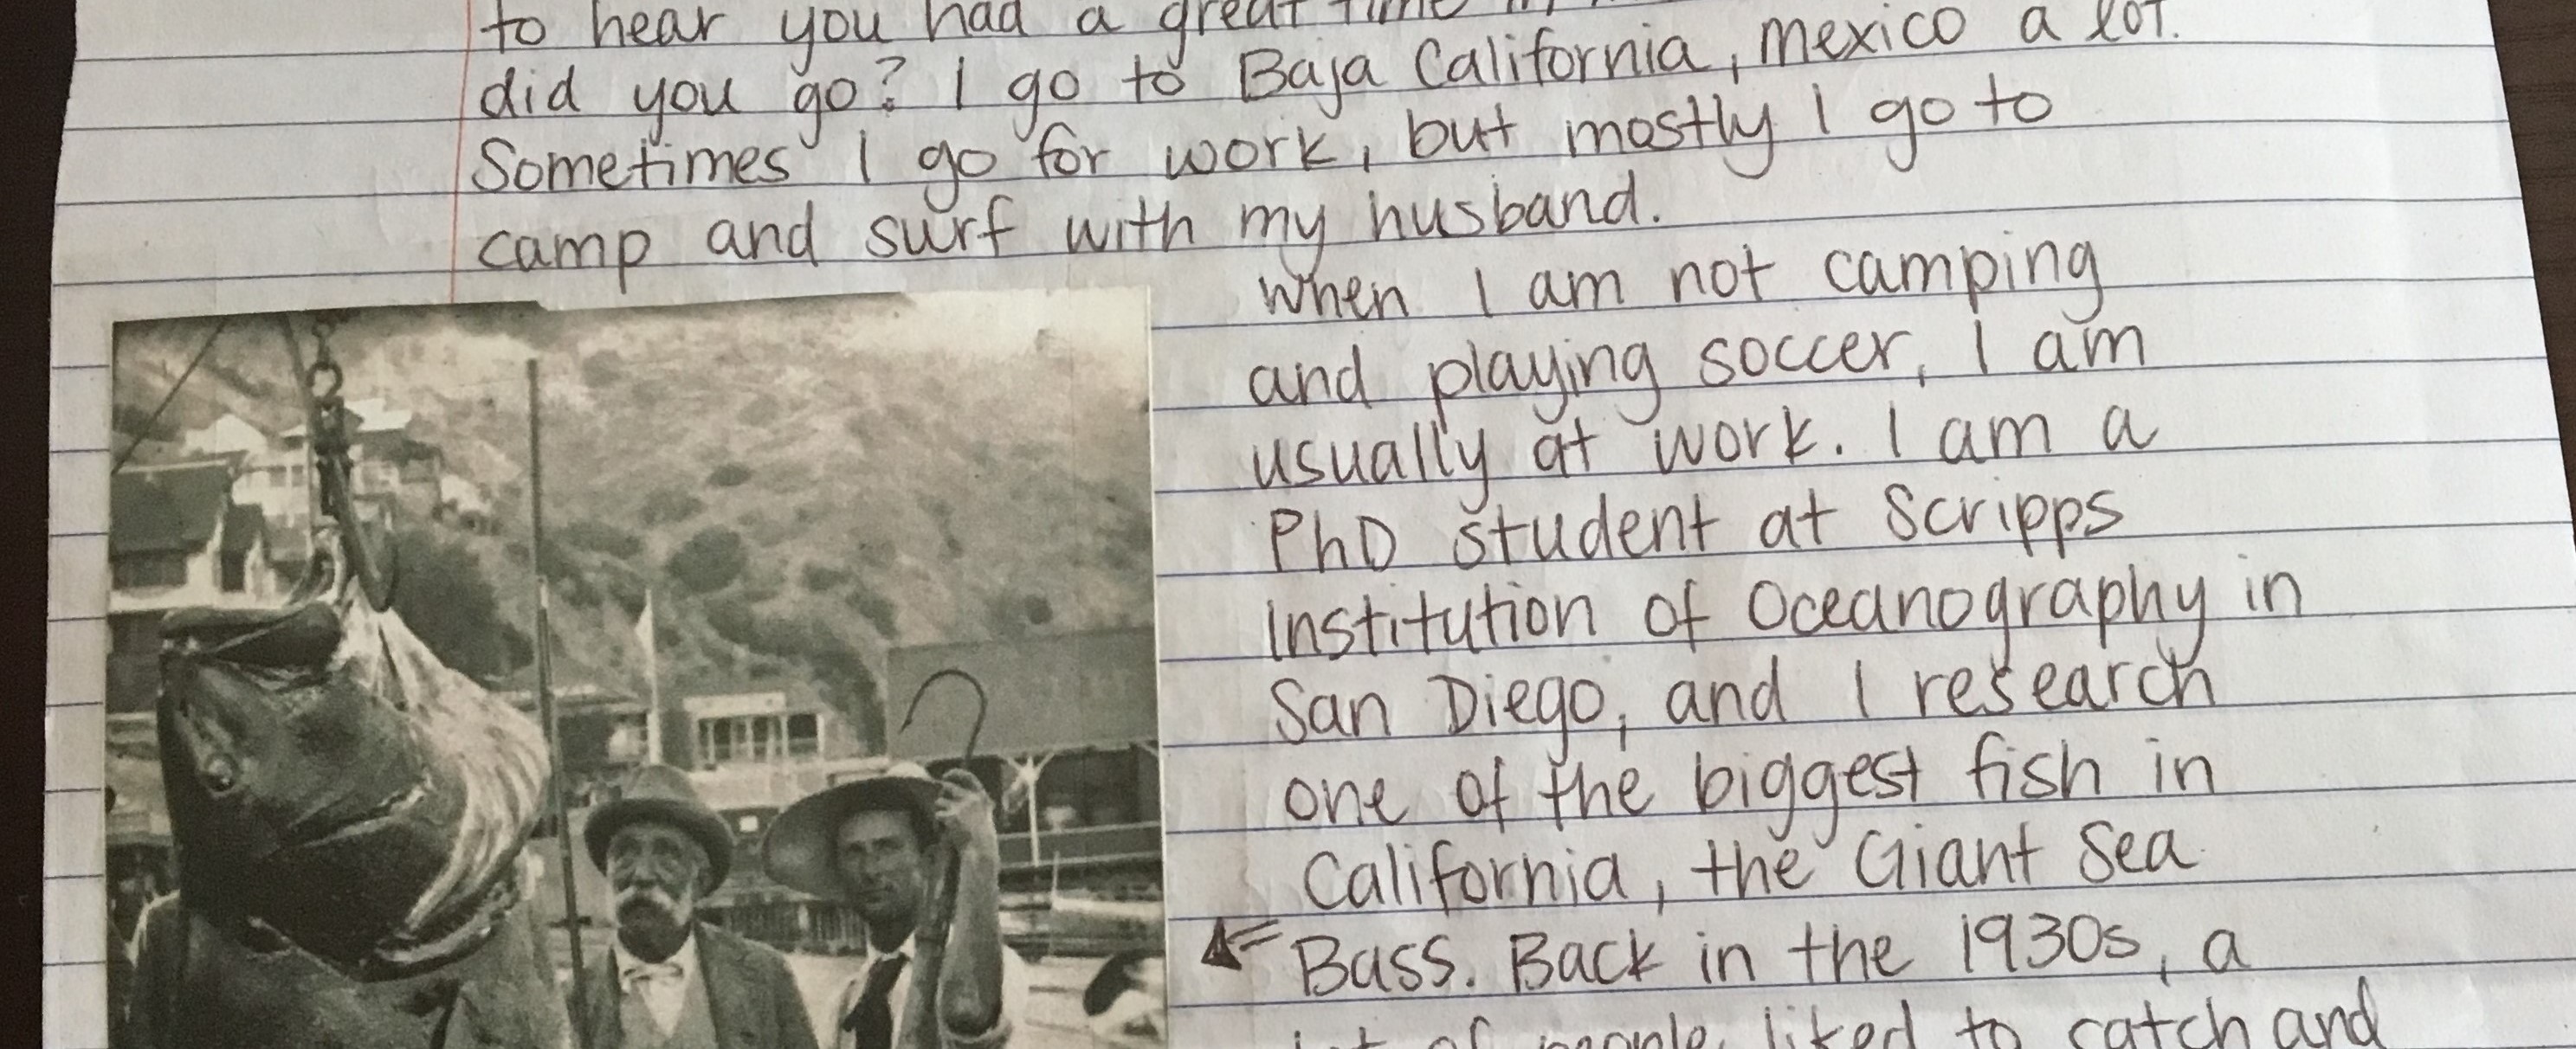 to hear you had a great time in
did you go? I go to Baja California, Mexico a lot.
Sometimes I go for work, but mostly I go to
camp and surf with my husband.
When I am not camping
and playing soccer, I am
usually at work. I am a
PhD student at Scripps
Institution of Oceanography in
San Diego, and I research
one of the biggest fish in
California, the Giant Sea
Bass. Back in the 1930s, a
lot of people liked to catch and